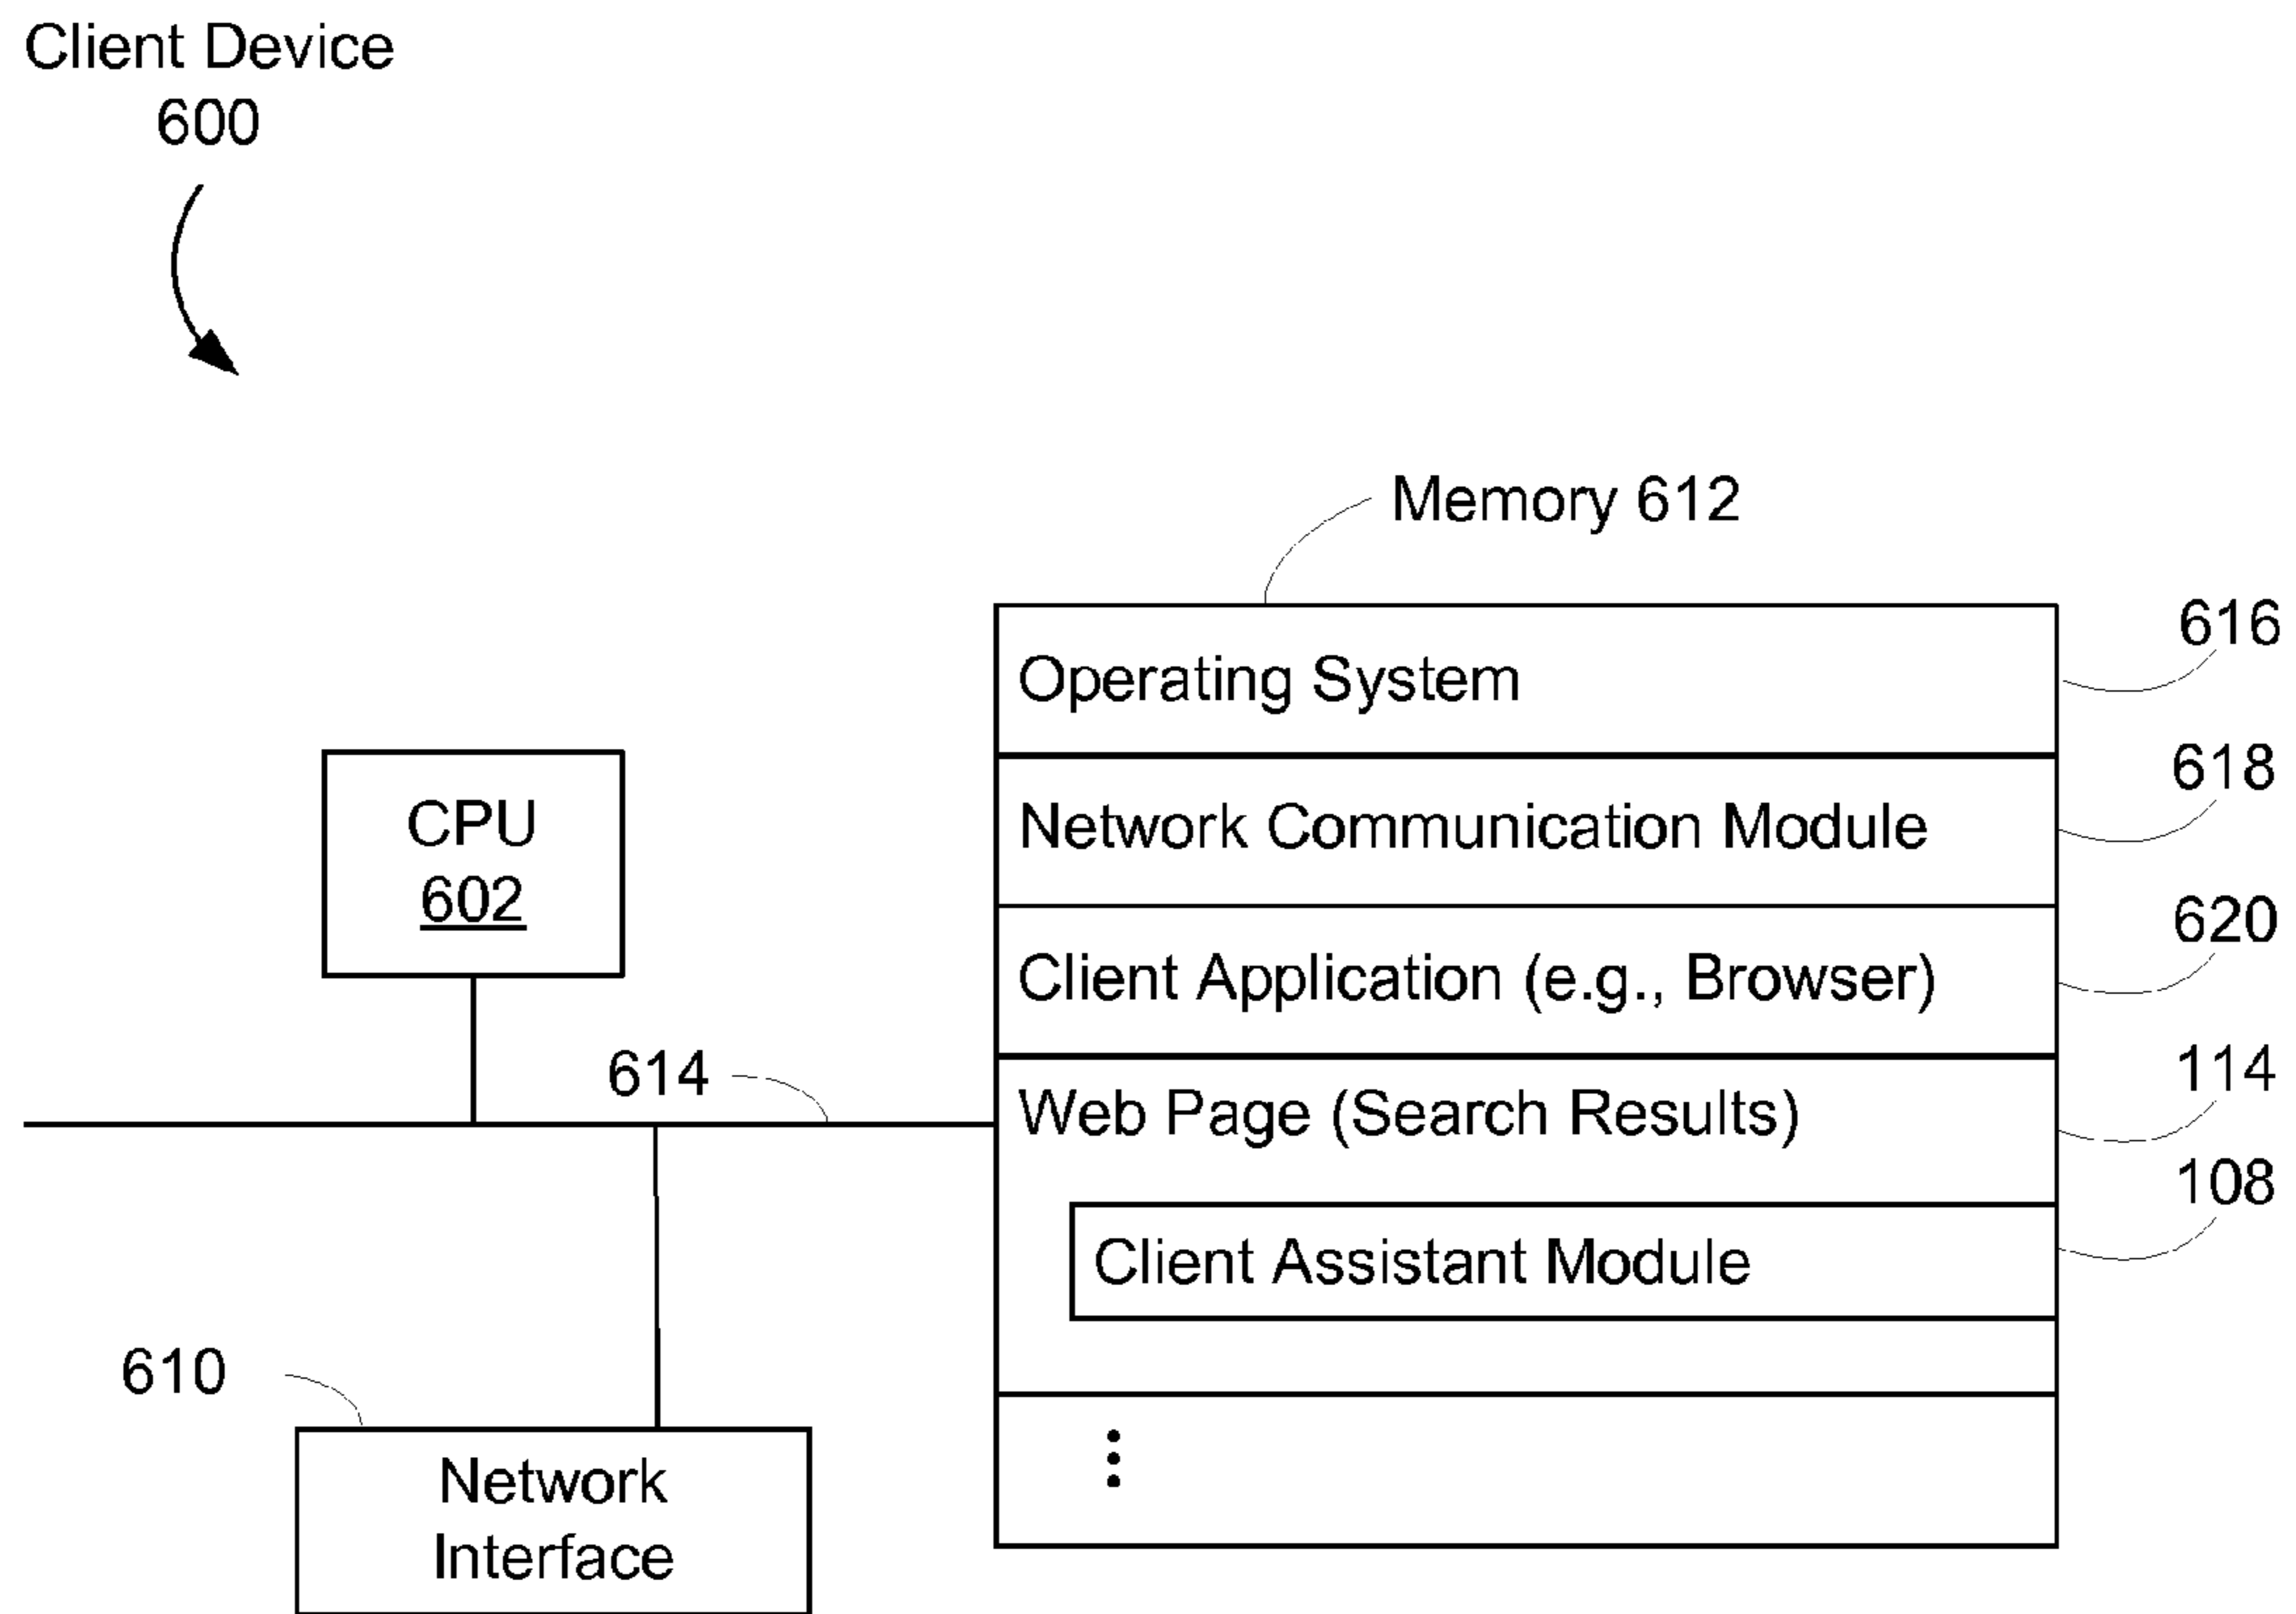 Client Device
600
Memory 612
Operating System
616
Network Communication Module
618
Client Application (e.g., Browser)
620
Web Page (Search Results)
114
Client Assistant Module
108
CPU
602
614
610
Network
Interface